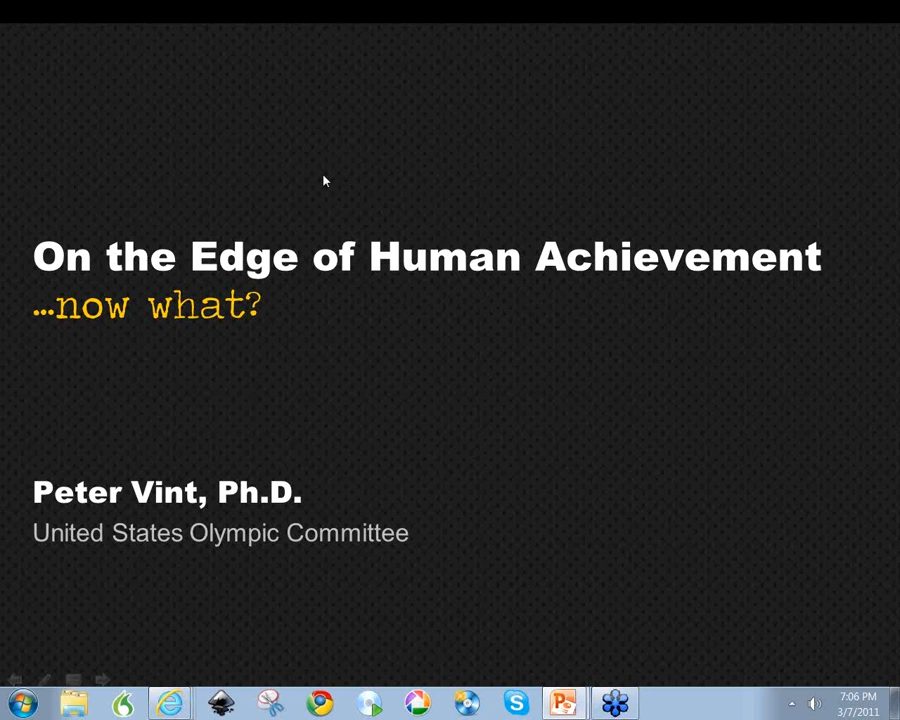 On the Edge of Human Achievement
...now what?
Peter Vint, Ph.D.
United States Olympic Committee
7:06 PM
3/7/2011